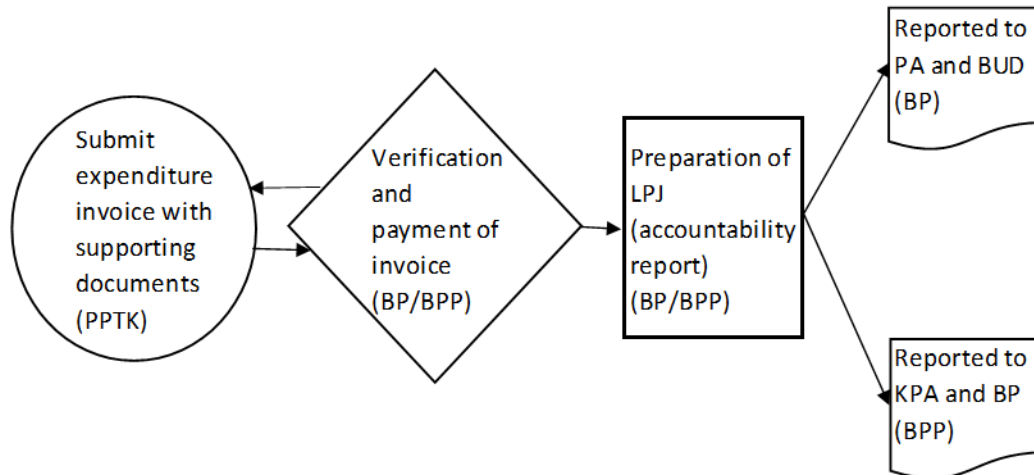 Submit
expenditure
invoice with
supporting
documents
(PPTK)
Verification
and
payment of
invoice
(BP/BPP)
Preparation of
LPJ
(accountability
report)
(BP/BPP)
Reported to
PA and BUD
(BP)
Reported to
KPA and BP
(BPP)